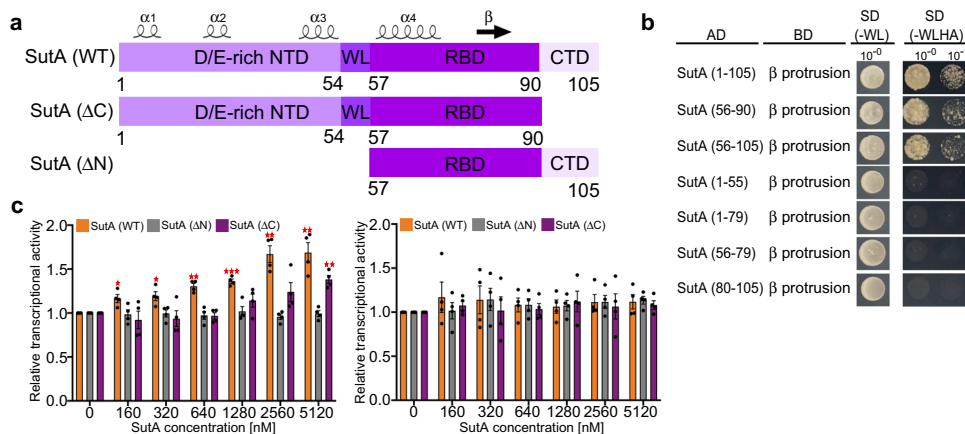 a
α1 α2 α3 α4 β
SutA (WT) D/E-rich NTD WL RBD CTD
1 54 57 90 105
SutA (ΔC) D/E-rich NTD WL RBD
1 54 57 90
SutA (ΔN) RBD CTD
57 105
b
SD (-WL) SD (-WLHA)
AD BD 10⁻⁰ 10⁻⁰
SutA (1-105) β protrusion
SutA (56-90) β protrusion
SutA (56-105) β protrusion
SutA (1-55) β protrusion
SutA (1-79) β protrusion
SutA (56-79) β protrusion
SutA (80-105) β protrusion
c
Relative transcriptional activity
2.0
1.5
1.0
0.5
0.0
SutA (WT) SutA (ΔN) SutA (ΔC)
★ ★ ★★ ★★★ ★★ ★★ ★★
0 160 320 640 1280 2560 5120
SutA concentration [nM]
Relative transcriptional activity
2.0
1.5
1.0
0.5
0.0
SutA (WT) SutA (ΔN) SutA (ΔC)
0 160 320 640 1280 2560 5120
SutA concentration [nM]